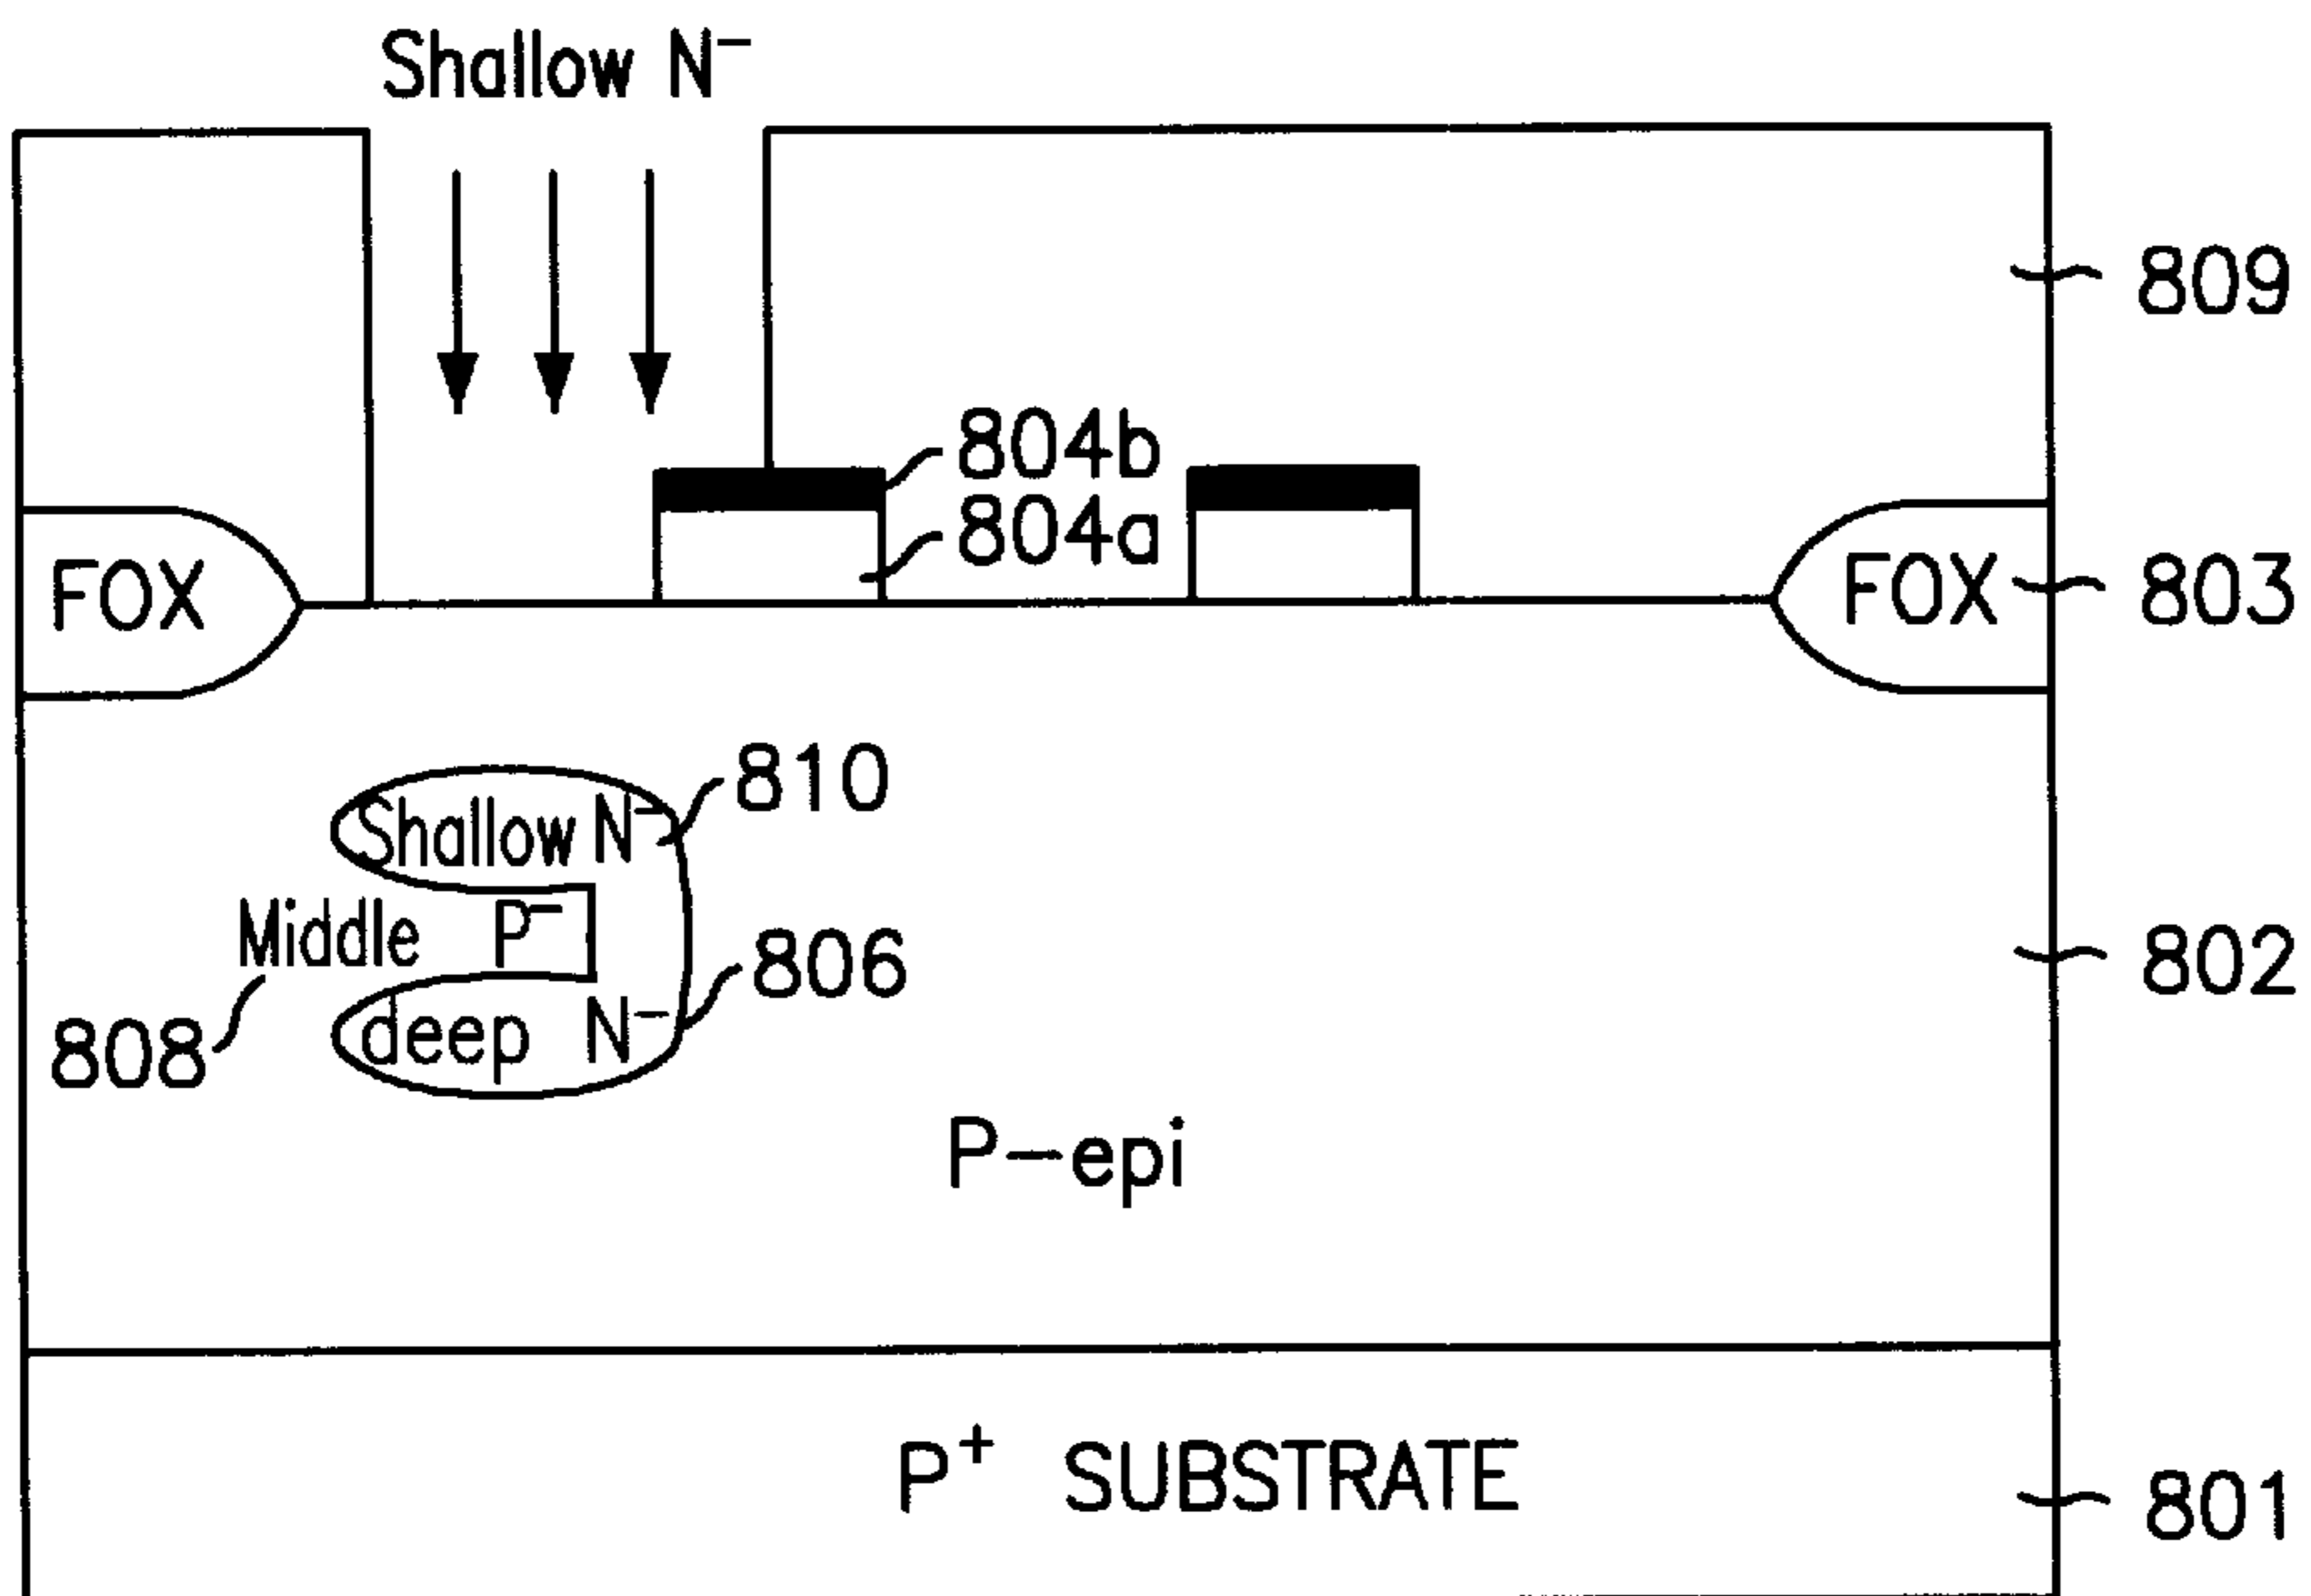 Shallow N⁻
809
804b
804a
FOX
FOX
803
810
Shallow N⁻
Middle P⁻
802
806
808
deep N⁻
P-epi
P⁺ SUBSTRATE
801